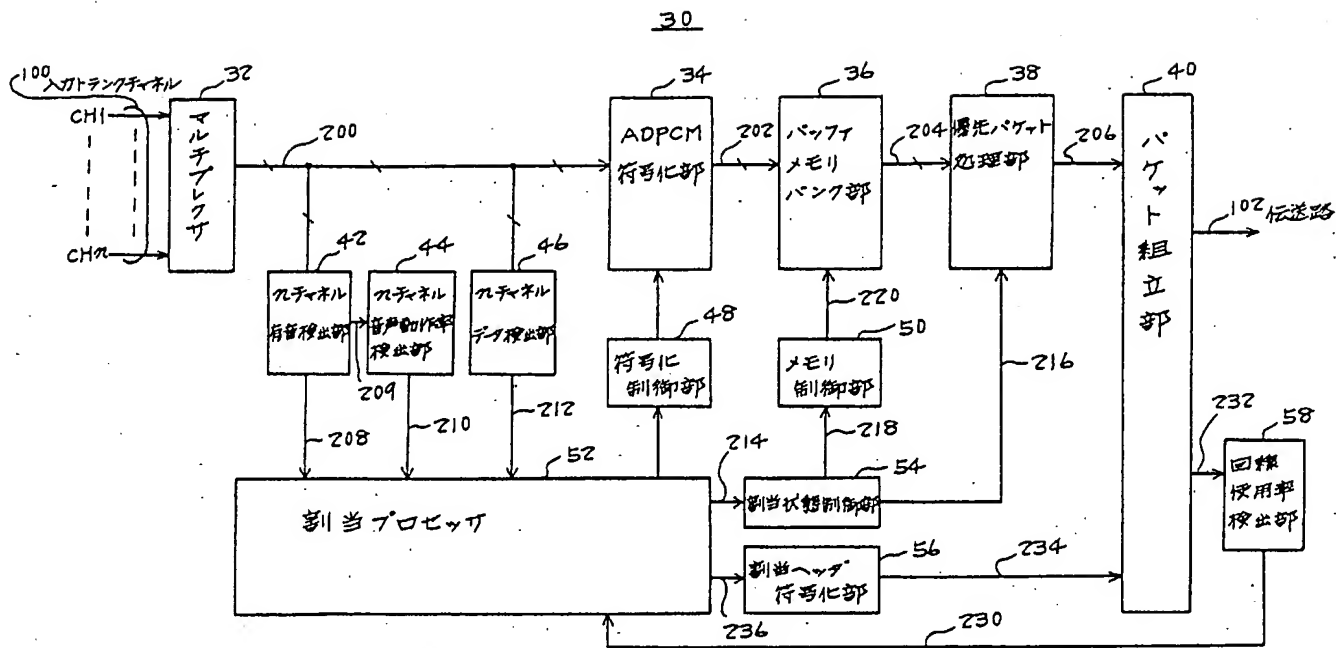 30
100 入力トランクチャネル
32
34
36
38
40
CH1
CHn
マルチプレクサ
200
ADPCM
符号化部
202
バッファ
メモリ
バンク部
204
優先パケット
処理部
206
パケット組立部
102 伝送路
42
44
46
nチャネル
有音検出部
209
nチャネル
音声動作率
検出部
nチャネル
データ検出部
48
符号化
制御部
220
50
メモリ
制御部
216
208
210
212
52
214
218
54
232
58
割当プロセッサ
割当状態制御部
回線
使用率
検出部
56
割当ヘッダ
符号化部
234
236
230